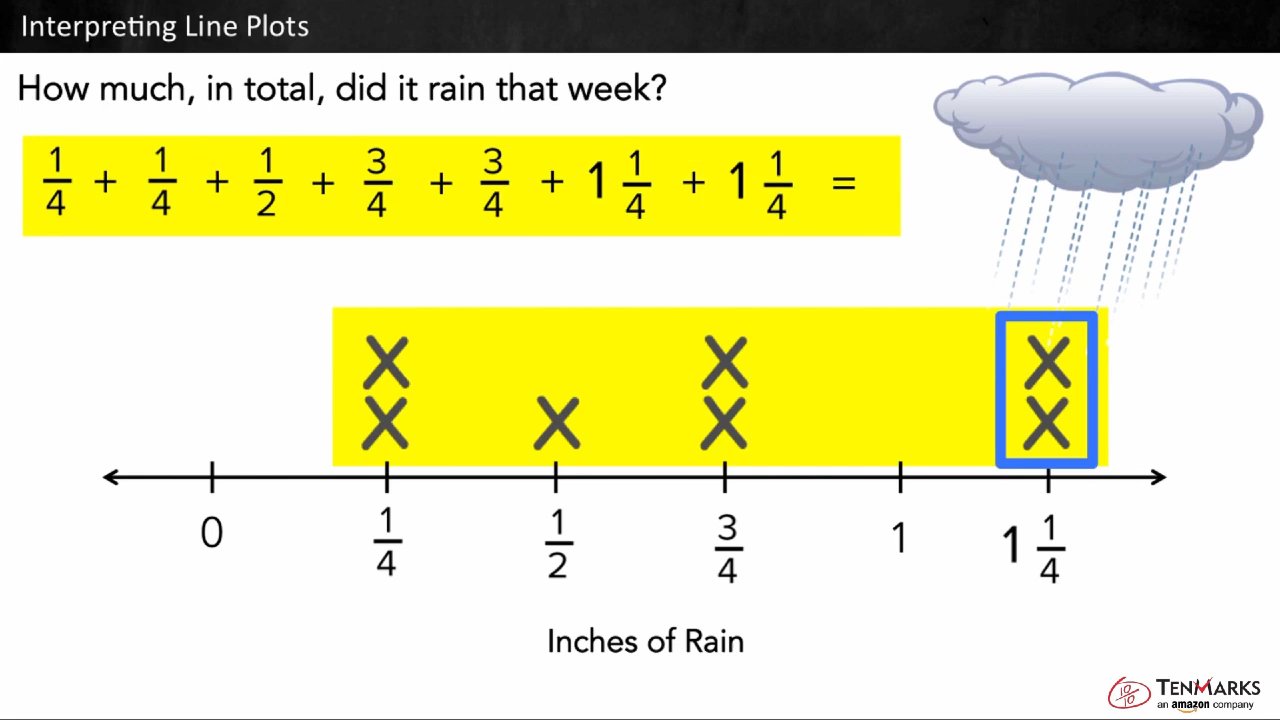 Interpreting Line Plots
How much, in total, did it rain that week?
1/4 + 1/4 + 1/2 + 3/4 + 3/4 + 1 1/4 + 1 1/4 =
X X X
X X X X
0 1/4 1/2 3/4 1 1 1/4
Inches of Rain
10/10 TENMARKS
an amazon company